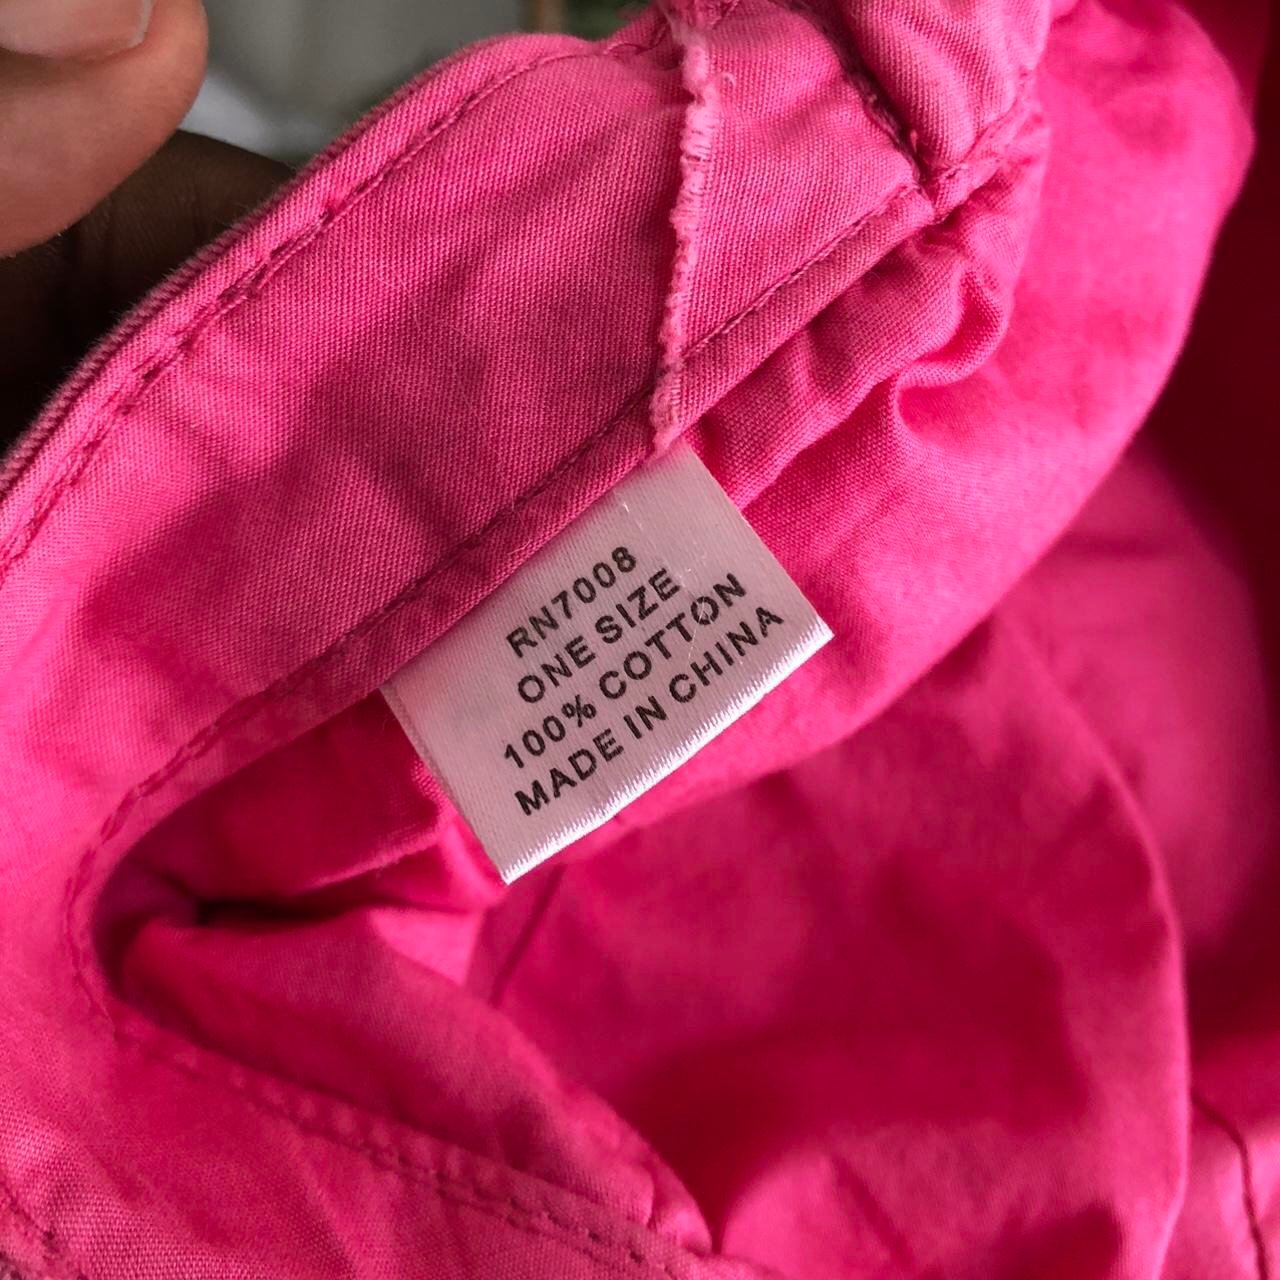 RN7008
ONE SIZE
100% COTTON
MADE IN CHINA